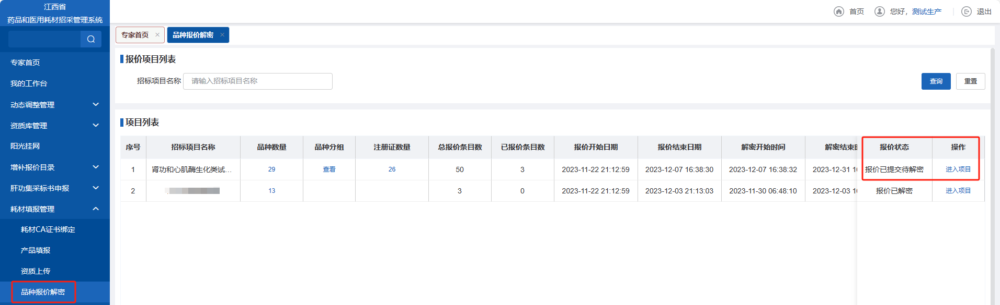 江西省
药品和医用耗材招采管理系统
首页
您好，测试生产
退出
专家首页 ×
品种报价解密 ×
专家首页
我的工作台
动态调整管理
资质库管理
阳光挂网
增补报价目录
肝功集采标书申报
耗材填报管理
耗材CA证书绑定
产品填报
资质上传
品种报价解密
报价项目列表
招标项目名称 请输入招标项目名称 查询 重置
项目列表
序号 招标项目名称 品种数量 品种分组 注册证数量 总报价条目数 已报价条目数 报价开始日期 报价结束日期 解密开始时间 解密结束 报价状态 操作
1 肾功和心肌酶生化类试... 29 查看 26 50 3 2023-11-22 21:12:59 2023-12-07 16:38:30 2023-12-07 16:38:32 2023-12-31 报价已提交待解密 进入项目
2 13 3 0 2023-11-22 21:12:59 2023-12-03 21:13:03 2023-11-30 06:48:10 2023-12-03 报价已解密 进入项目